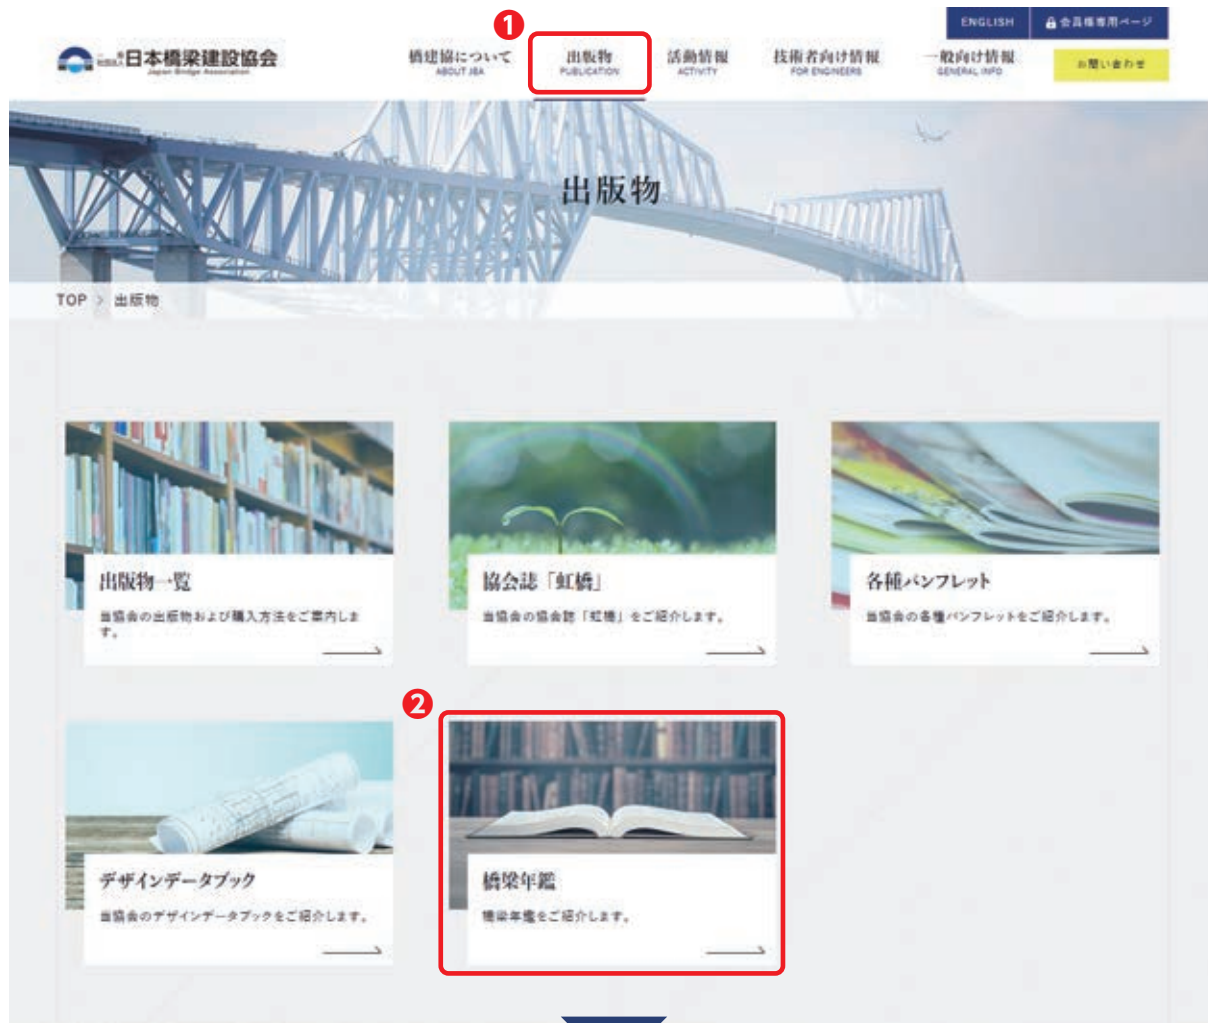 1
ENGLISH
会員様専用ページ
一般社団法人 日本橋梁建設協会
Japan Bridge Association
橋建協について
ABOUT JBA
出版物
PUBLICATION
活動情報
ACTIVITY
技術者向け情報
FOR ENGINEERS
一般向け情報
GENERAL INFO
お問い合わせ
出版物
TOP > 出版物
出版物一覧
当協会の出版物および購入方法をご案内しま
す。
協会誌「虹橋」
当協会の協会誌「虹橋」をご紹介します。
各種パンフレット
当協会の各種パンフレットをご紹介します。
2
デザインデータブック
当協会のデザインデータブックをご紹介します。
橋梁年鑑
橋梁年鑑をご紹介します。